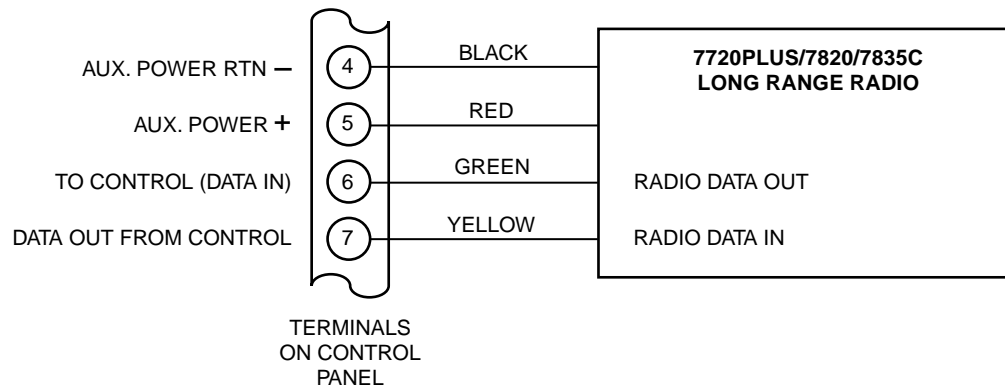 AUX. POWER RTN –
4
BLACK
7720PLUS/7820/7835C
LONG RANGE RADIO
AUX. POWER +
5
RED
TO CONTROL (DATA IN)
6
GREEN
RADIO DATA OUT
DATA OUT FROM CONTROL
7
YELLOW
RADIO DATA IN
TERMINALS
ON CONTROL
PANEL